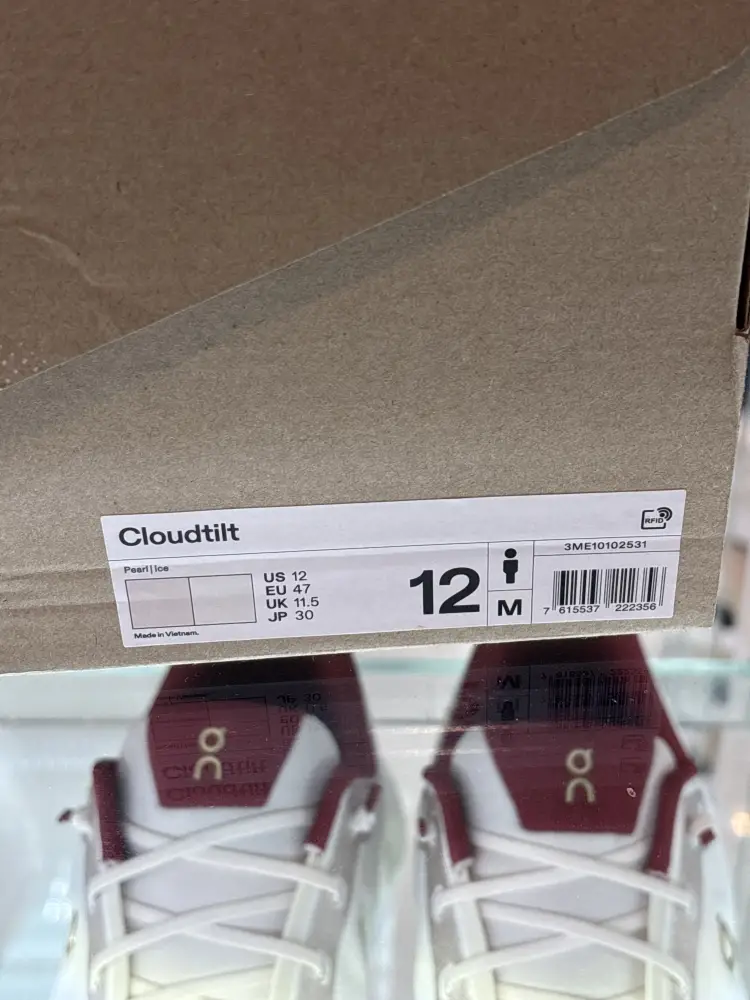 Cloudtilt
RFID
Pearl|Ice
US 12
EU 47
UK 11.5
JP 30
12
M
3ME10102531
7 615537 222356
Made in Vietnam.